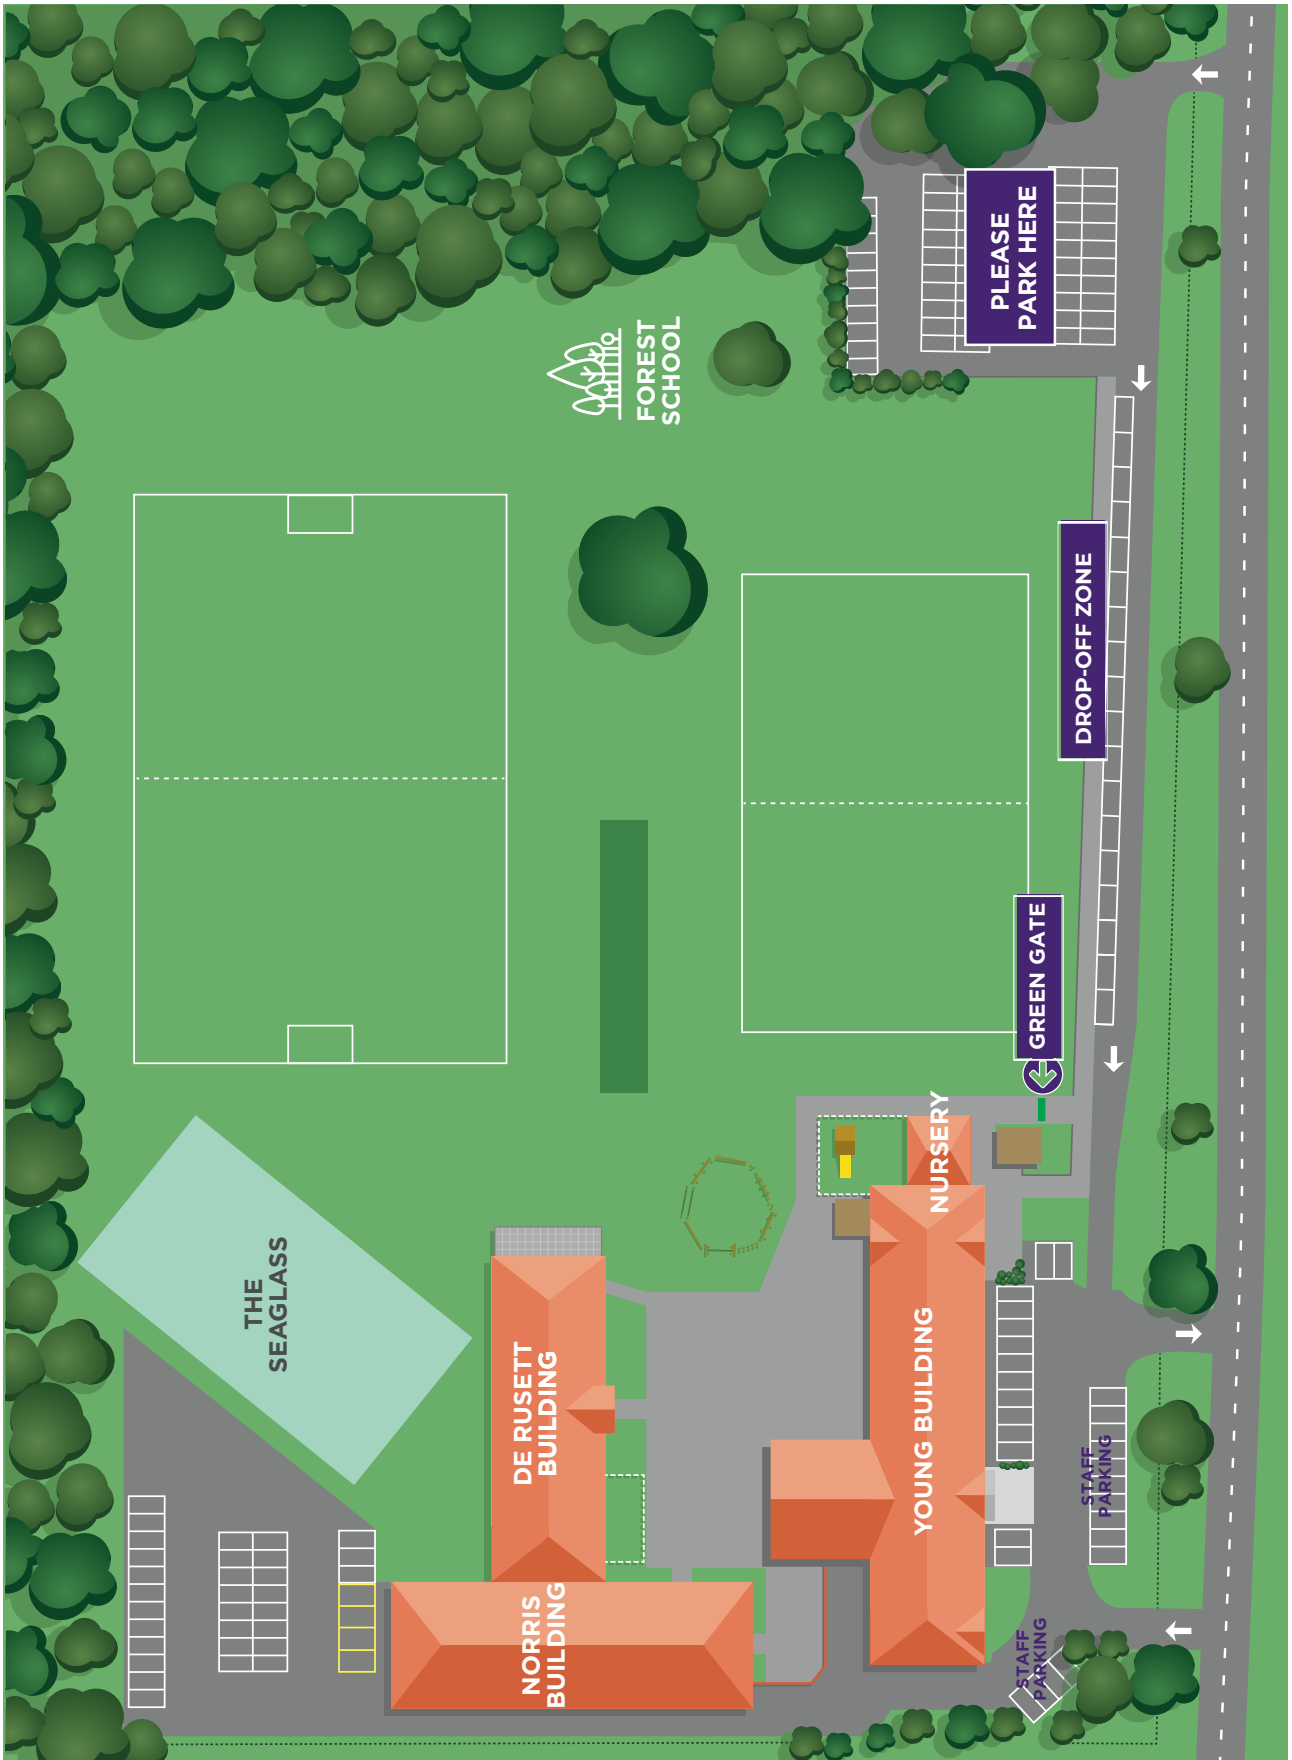 PLEASE
PARK HERE
FOREST
SCHOOL
DROP-OFF ZONE
GREEN GATE
NURSERY
THE
SEAGLASS
DE RUSETT
BUILDING
YOUNG BUILDING
STAFF
PARKING
NORRIS
BUILDING
STAFF
PARKING